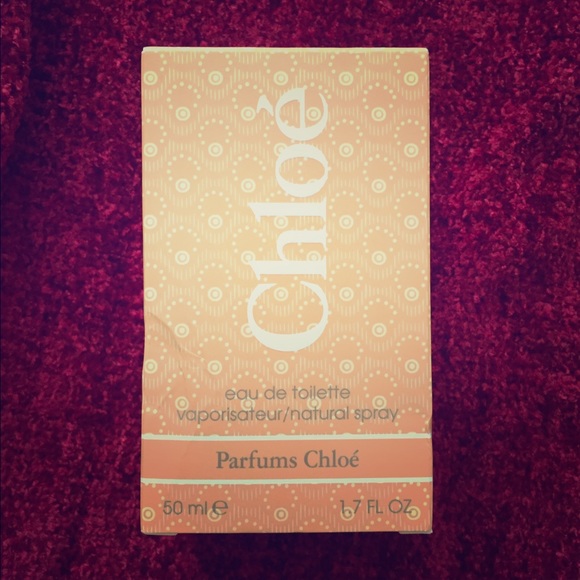 Chloé
eau de toilette
vaporisateur/natural spray
Parfums Chloé
50 ml ℮ 1.7 FL OZ